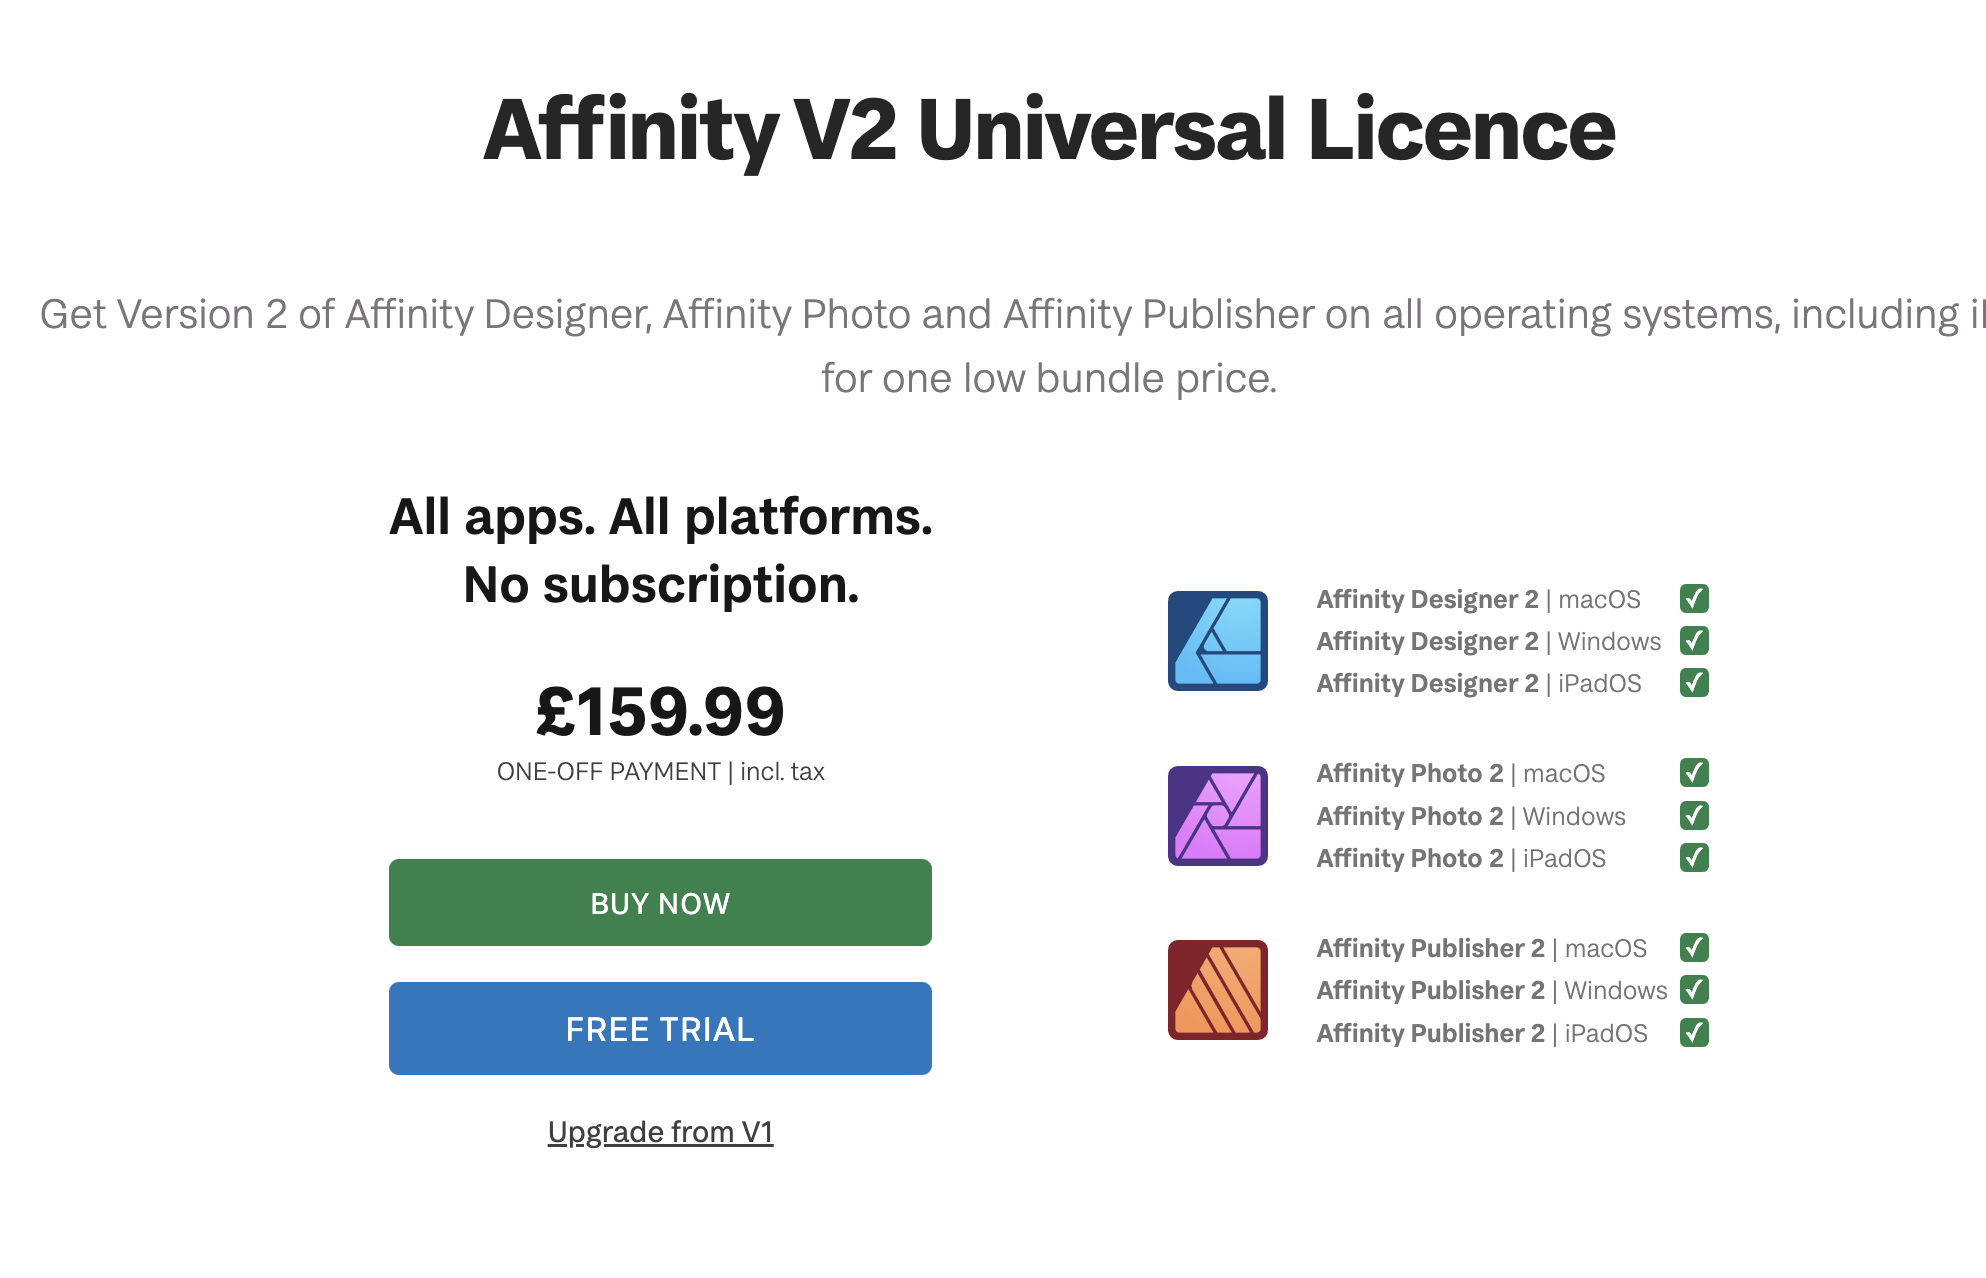 Affinity V2 Universal Licence
Get Version 2 of Affinity Designer, Affinity Photo and Affinity Publisher on all operating systems, including
for one low bundle price.
All apps. All platforms.
No subscription.
£159.99
ONE-OFF PAYMENT | incl. tax
BUY NOW
FREE TRIAL
Upgrade from V1
Affinity Designer 2 | macOS
Affinity Designer 2 | Windows
Affinity Designer 2 | iPadOS
Affinity Photo 2 | macOS
Affinity Photo 2 | Windows
Affinity Photo 2 | iPadOS
Affinity Publisher 2 | macOS
Affinity Publisher 2 | Windows
Affinity Publisher 2 | iPadOS